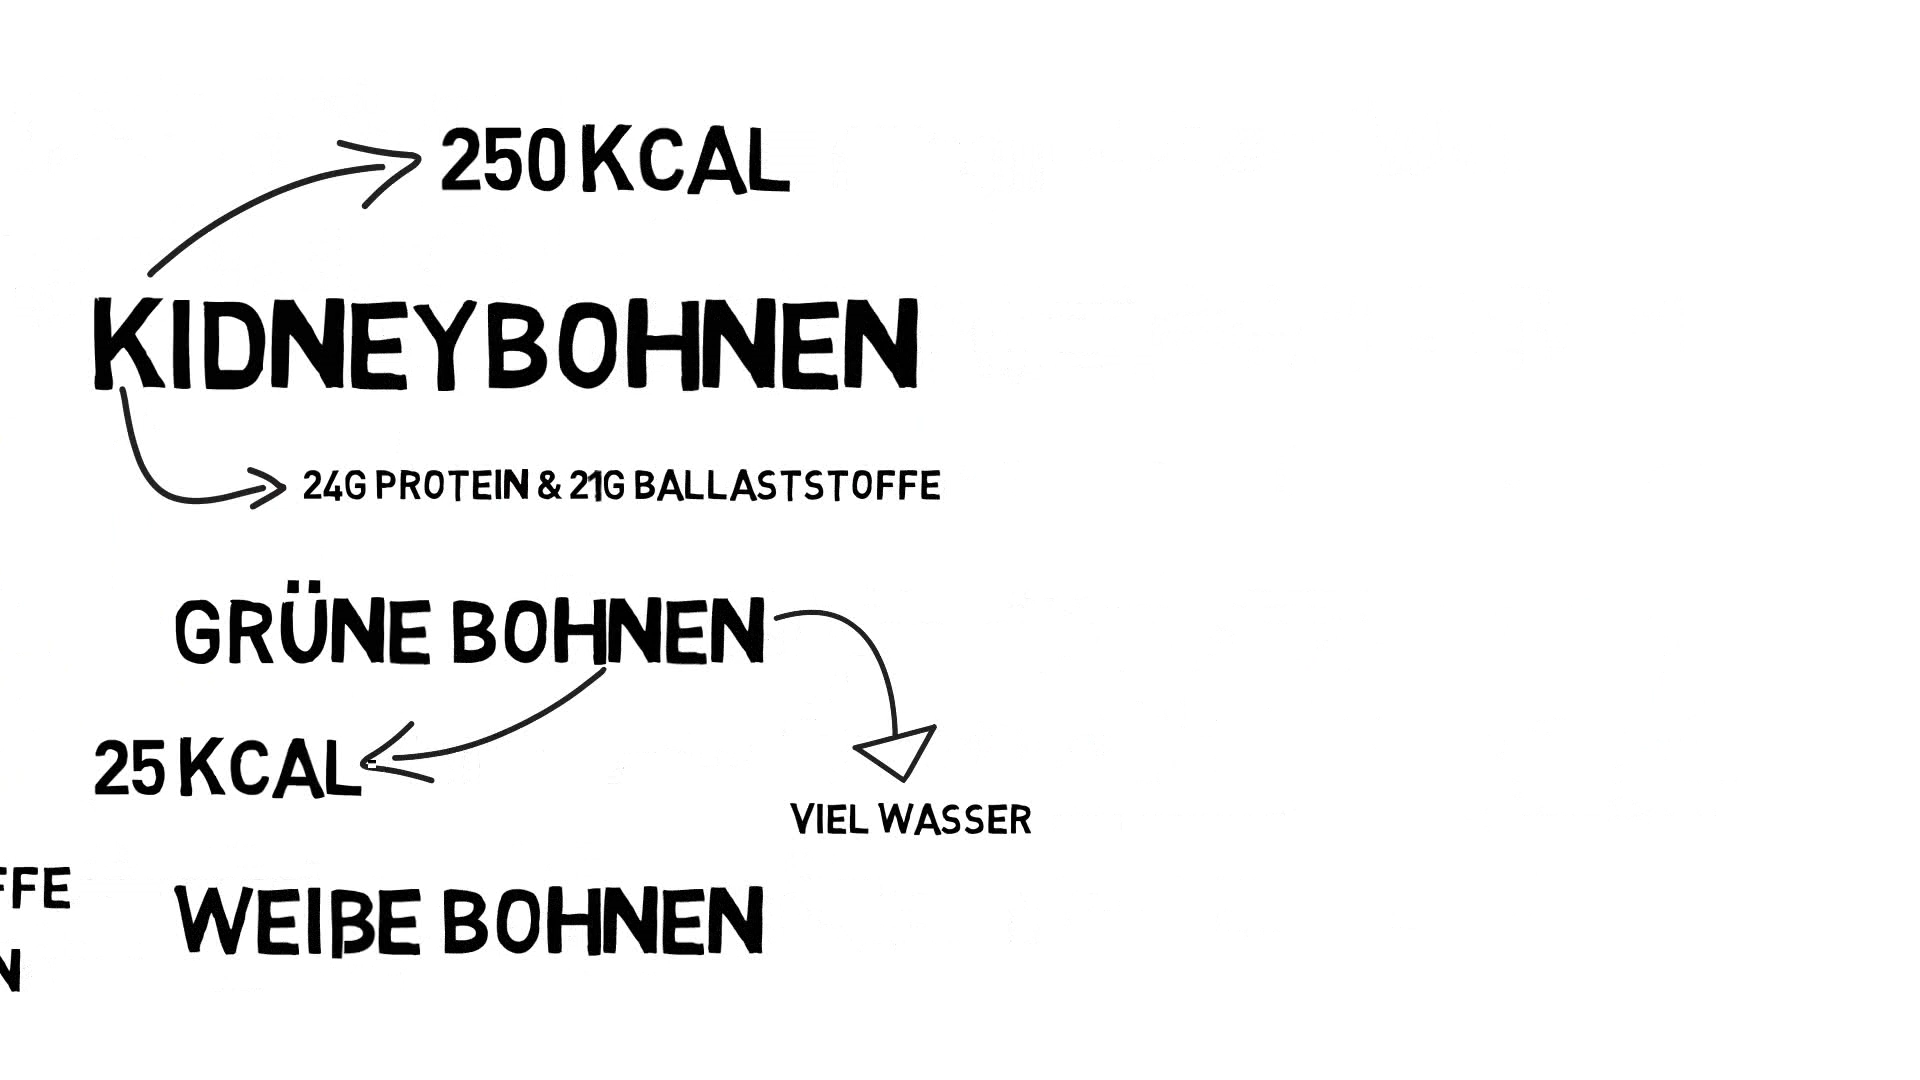 250 KCAL
KIDNEYBOHNEN
24G PROTEIN & 21G BALLASTSTOFFE
GRÜNE BOHNEN
25 KCAL
VIEL WASSER
FFE
WEIßE BOHNEN
N